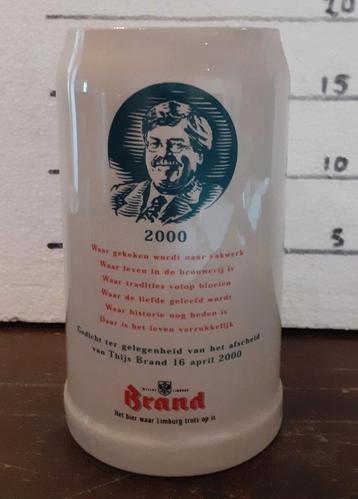 20
15
10
5
2000
Waar gekeken wordt naar vakwerk
Waar leven in de brouwerij is
Waar tradities volop bloeien
Waar de liefde geleefd wordt
Waar historie nog heden is
Daar is het leven verrukkelijk
Gedicht ter gelegenheid van het afscheid
van Thijs Brand 16 april 2000
Brand
Het bier waar Limburg trots op is